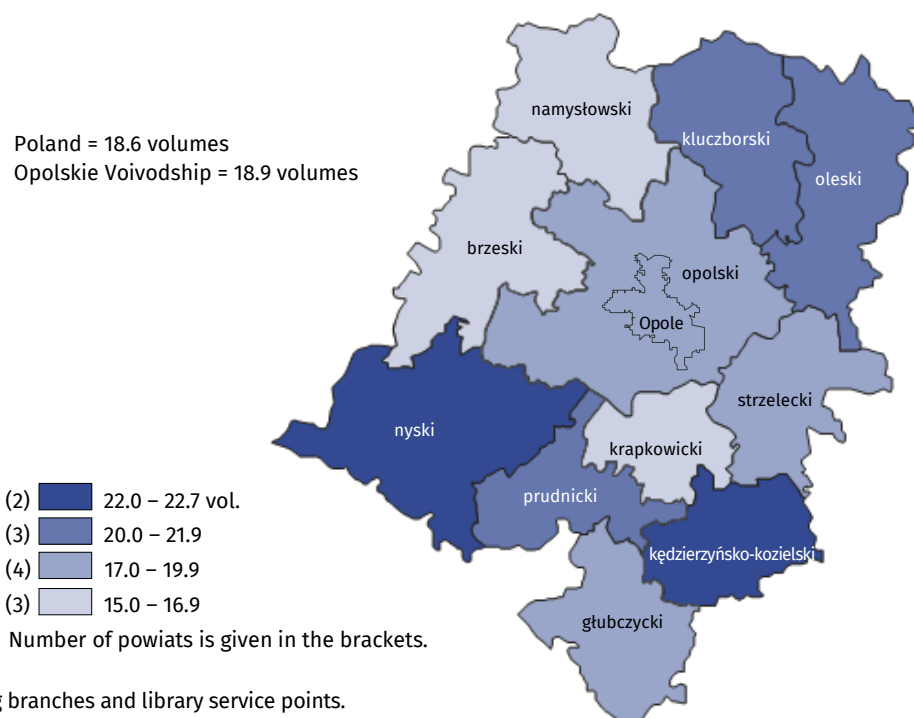 Poland = 18.6 volumes
Opolskie Voivodship = 18.9 volumes
namysłowski
kluczborski
oleski
brzeski
opolski
Opole
strzelecki
nyski
krapkowicki
prudnicki
kędzierzyńsko-kozielski
głubczycki
(2) 22.0 – 22.7 vol.
(3) 20.0 – 21.9
(4) 17.0 – 19.9
(3) 15.0 – 16.9
Number of powiats is given in the brackets.
branches and library service points.